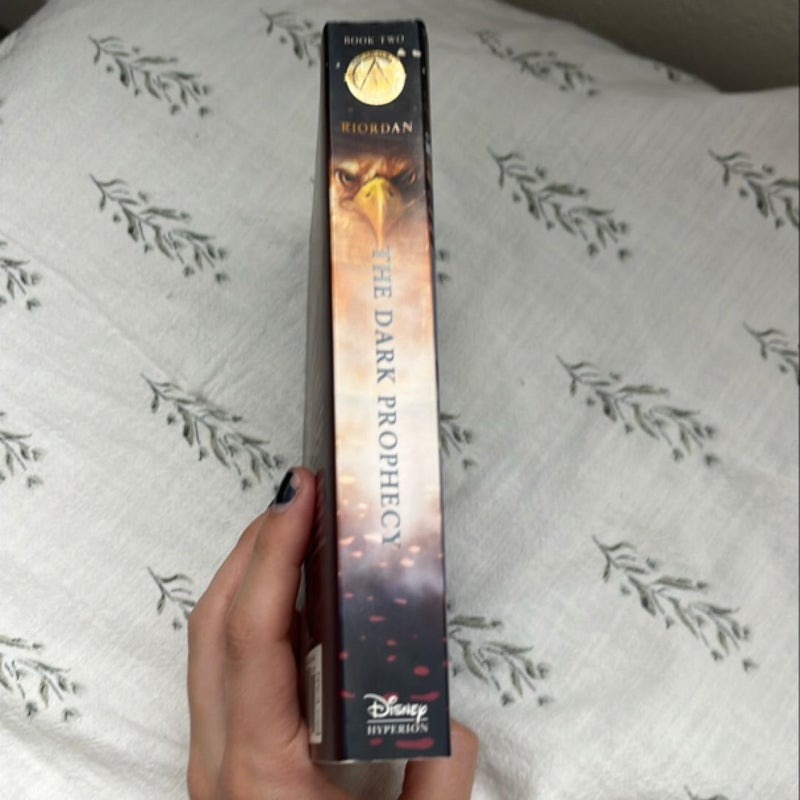 BOOK TWO
RIORDAN
THE DARK PROPHECY
Disney
HYPERION